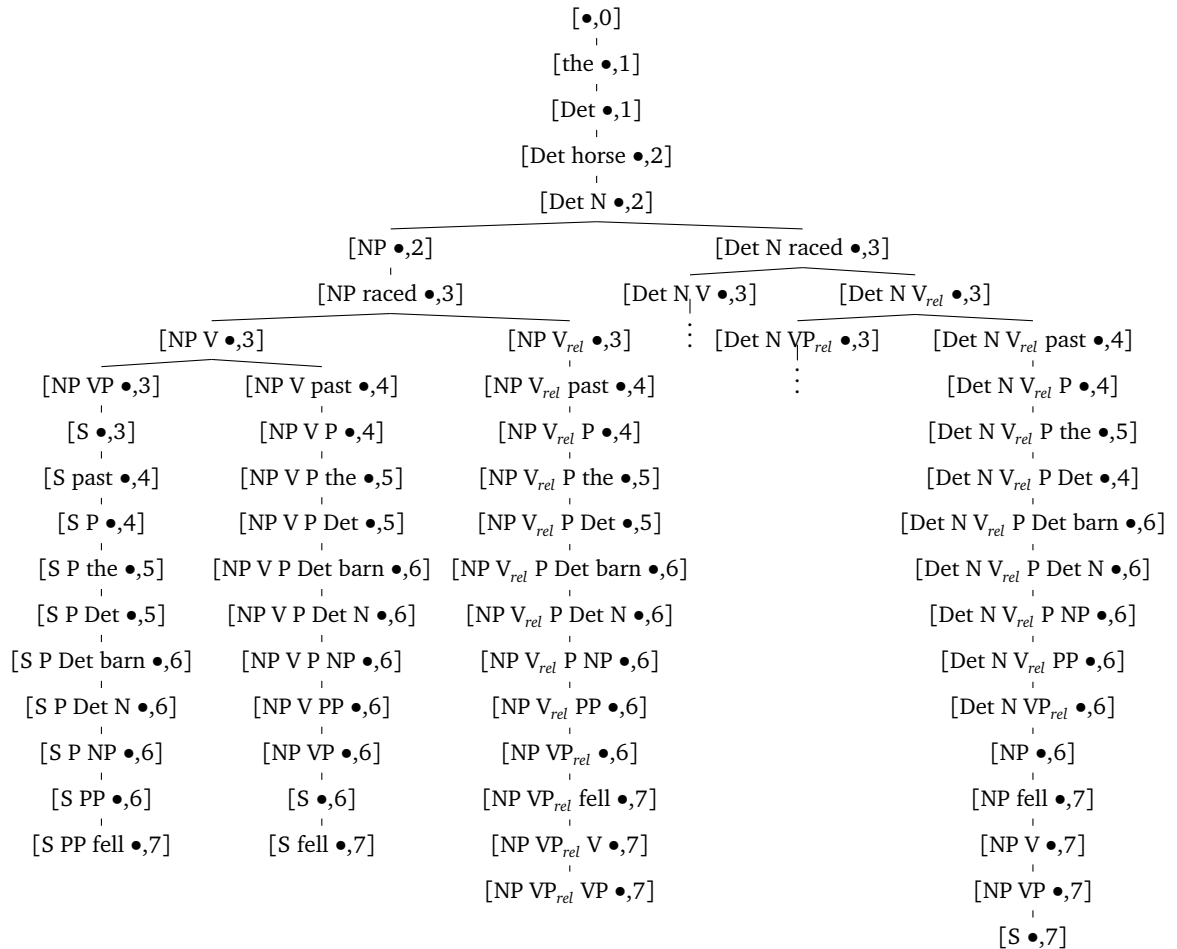 [●,0]
[the ●,1]
[Det ●,1]
[Det horse ●,2]
[Det N ●,2]
[NP ●,2] [Det N raced ●,3]
[NP raced ●,3] [Det N V ●,3] [Det N V_rel ●,3]
[NP V ●,3] [NP V_rel ●,3] ⋮ [Det N VP_rel ●,3] [Det N V_rel past ●,4]
[NP VP ●,3] [NP V past ●,4] [NP V_rel past ●,4] ⋮ [Det N V_rel P ●,4]
[S ●,3] [NP V P ●,4] [NP V_rel P ●,4] [Det N V_rel P the ●,5]
[S past ●,4] [NP V P the ●,5] [NP V_rel P the ●,5] [Det N V_rel P Det ●,4]
[S P ●,4] [NP V P Det ●,5] [NP V_rel P Det ●,5] [Det N V_rel P Det barn ●,6]
[S P the ●,5] [NP V P Det barn ●,6] [NP V_rel P Det barn ●,6] [Det N V_rel P Det N ●,6]
[S P Det ●,5] [NP V P Det N ●,6] [NP V_rel P Det N ●,6] [Det N V_rel P NP ●,6]
[S P Det barn ●,6] [NP V P NP ●,6] [NP V_rel P NP ●,6] [Det N V_rel PP ●,6]
[S P Det N ●,6] [NP V PP ●,6] [NP V_rel PP ●,6] [Det N VP_rel ●,6]
[S P NP ●,6] [NP VP ●,6] [NP VP_rel ●,6] [NP ●,6]
[S PP ●,6] [S ●,6] [NP VP_rel fell ●,7] [NP fell ●,7]
[S PP fell ●,7] [S fell ●,7] [NP VP_rel V ●,7] [NP V ●,7]
[NP VP_rel VP ●,7] [NP VP ●,7]
[S ●,7]